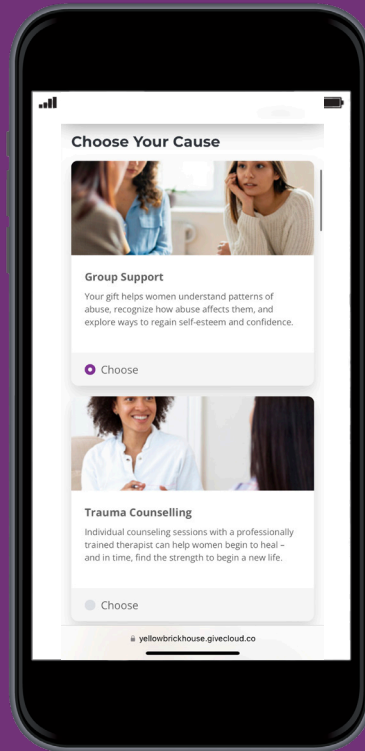 Choose Your Cause
Group Support
Your gift helps women understand patterns of
abuse, recognize how abuse affects them, and
explore ways to regain self-esteem and confidence.
Choose
Trauma Counselling
Individual counseling sessions with a professionally
trained therapist can help women begin to heal –
and in time, find the strength to begin a new life.
Choose
yellowbrickhouse.givecloud.co